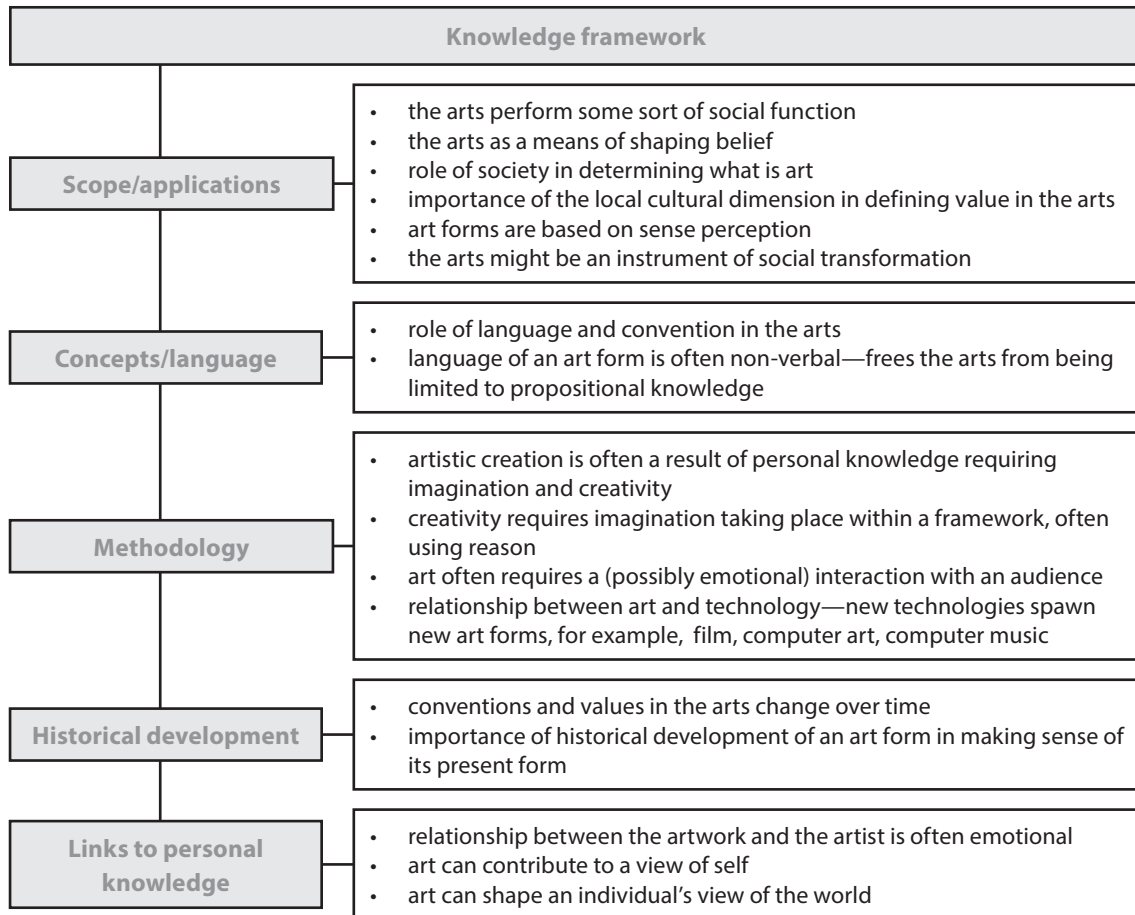 Knowledge framework
Scope/applications
• the arts perform some sort of social function
• the arts as a means of shaping belief
• role of society in determining what is art
• importance of the local cultural dimension in defining value in the arts
• art forms are based on sense perception
• the arts might be an instrument of social transformation
Concepts/language
• role of language and convention in the arts
• language of an art form is often non-verbal—frees the arts from being
limited to propositional knowledge
Methodology
• artistic creation is often a result of personal knowledge requiring
imagination and creativity
• creativity requires imagination taking place within a framework, often
using reason
• art often requires a (possibly emotional) interaction with an audience
• relationship between art and technology—new technologies spawn
new art forms, for example, film, computer art, computer music
Historical development
• conventions and values in the arts change over time
• importance of historical development of an art form in making sense of
its present form
Links to personal
knowledge
• relationship between the artwork and the artist is often emotional
• art can contribute to a view of self
• art can shape an individual's view of the world